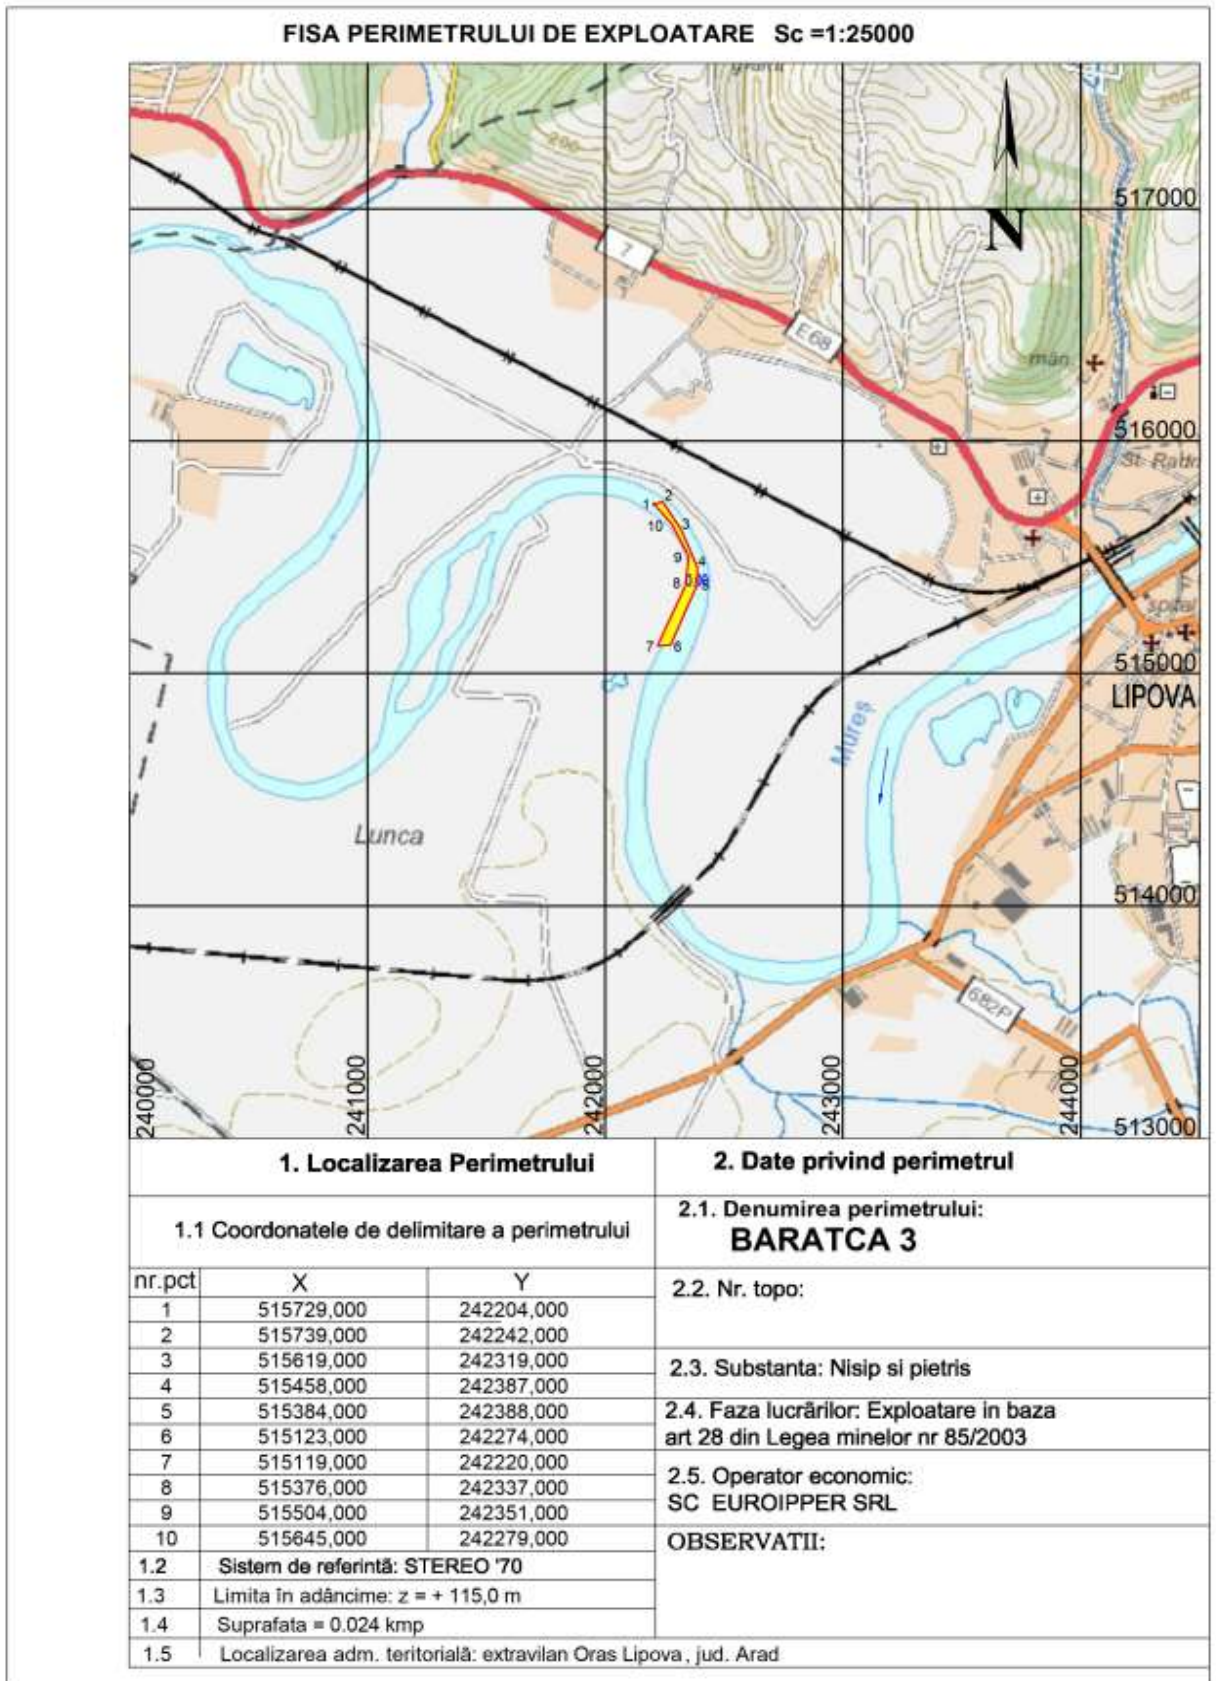 FISA PERIMETRULUI DE EXPLOATARE Sc =1:25000
200
200
517000
N
7
E68
mân.
516000
1
2
10
3
9
4
8
5
7
6
spital
515000
LIPOVA
Mureș
Lunca
514000
682P
240000
241000
242000
243000
244000
513000
1. Localizarea Perimetrului
2. Date privind perimetrul
1.1 Coordonatele de delimitare a perimetrului
2.1. Denumirea perimetrului:
BARATCA 3
nr.pct X Y
1 515729,000 242204,000
2 515739,000 242242,000
3 515619,000 242319,000
4 515458,000 242387,000
5 515384,000 242388,000
6 515123,000 242274,000
7 515119,000 242220,000
8 515376,000 242337,000
9 515504,000 242351,000
10 515645,000 242279,000
2.2. Nr. topo:
2.3. Substanta: Nisip si pietris
2.4. Faza lucrărilor: Exploatare in baza
art 28 din Legea minelor nr 85/2003
2.5. Operator economic:
SC EUROIPPER SRL
OBSERVATII:
1.2 Sistem de referintă: STEREO '70
1.3 Limita în adâncime: z = + 115,0 m
1.4 Suprafata = 0.024 kmp
1.5 Localizarea adm. teritorială: extravilan Oras Lipova, jud. Arad